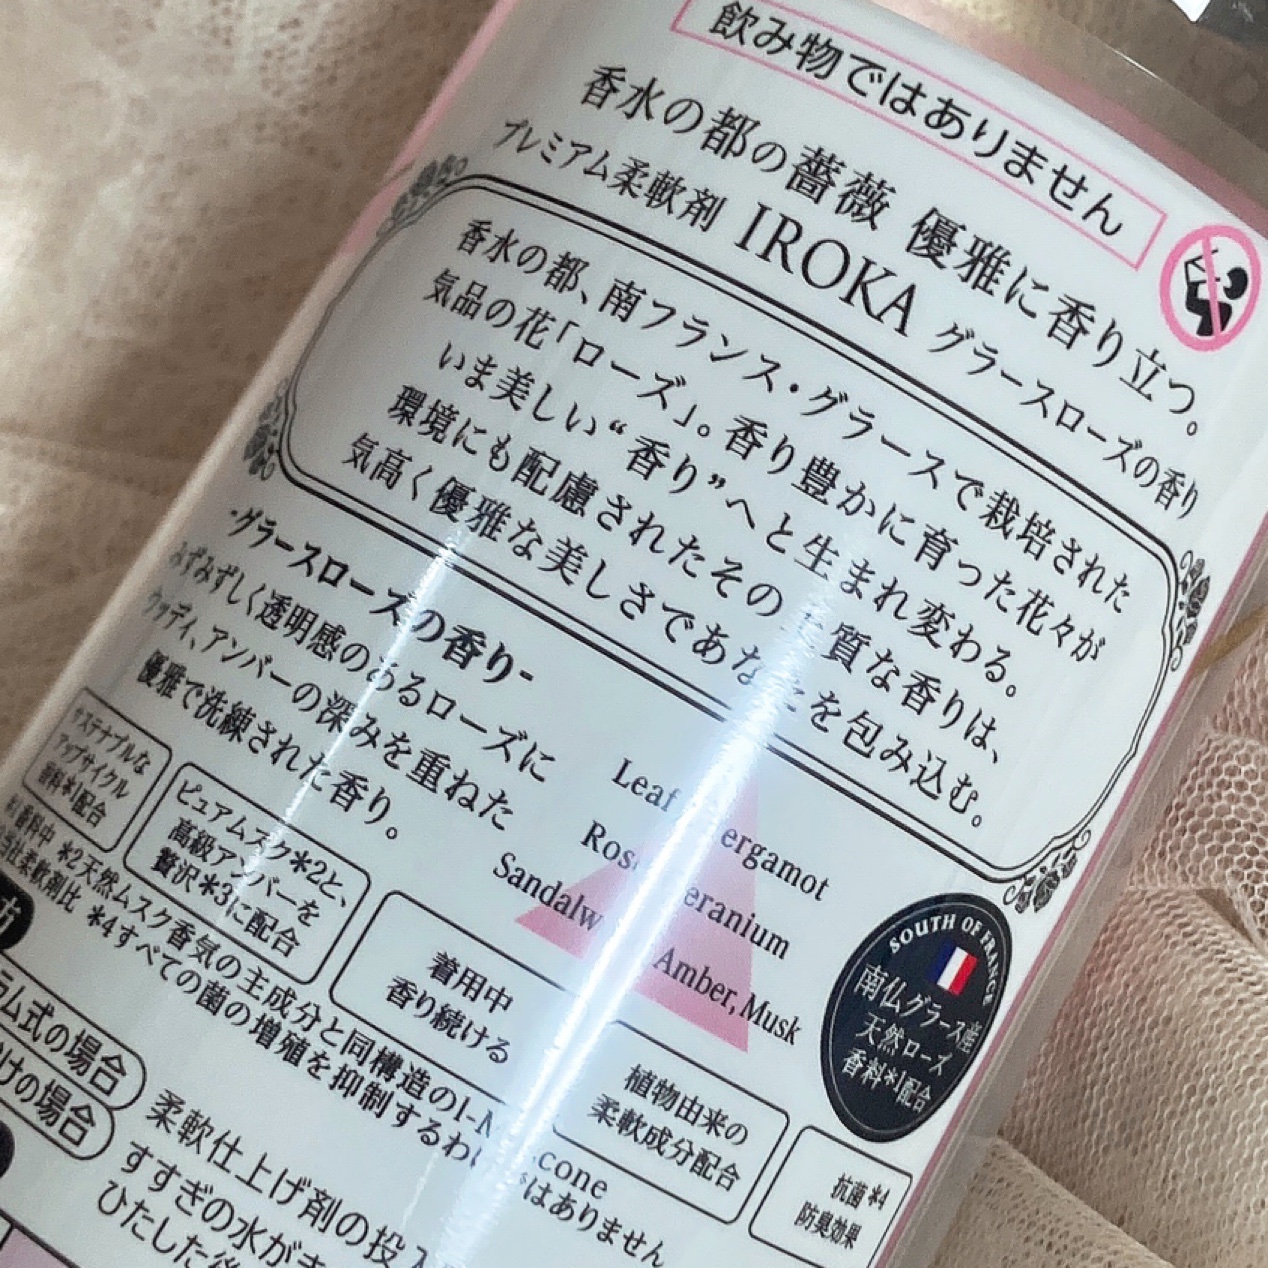 飲み物ではありません
香水の都の薔薇 優雅に香り立つ。
プレミアム柔軟剤 IROKA グラースローズの香り
香水の都、南フランス・グラースで栽培された
気品の花「ローズ」。香り豊かに育った花々が
いま美しい“香り”へと生まれ変わる。
環境にも配慮されたその 質な香りは、
気高く優雅な美しさであな を包み込む。
-グラースローズの香り-
みずみずしく透明感のあるローズに
ウッディ、アンバーの深みを重ねた
優雅で洗練された香り。
Leaf ergamot
Ros eranium
Sandalw Amber, Musk
SOUTH OF FRANCE
南仏グラース産
天然ローズ
香料*1配合
サステナブルな
アップサイクル
香料*1配合
ピュアムスク*2と、
高級アンバーを
贅沢*3に配合
着用中
香り続ける
植物由来の
柔軟成分配合
抗菌*4
防臭効果
香料中 *2天然ムスク香気の主成分と同構造の cone
当社柔軟剤比 *4すべての菌の増殖を抑制するわ はありません
方
ラム式の場合
けの場合
柔軟仕上げ剤の投入
すすぎの水が
ひたした後